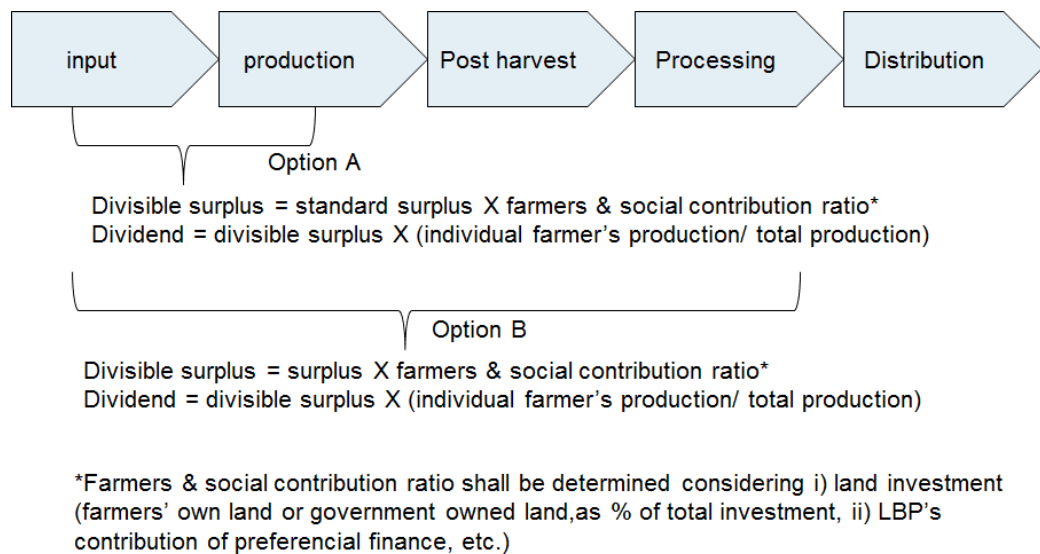 input
production
Post harvest
Processing
Distribution
Option A
Divisible surplus = standard surplus X farmers & social contribution ratio*
Dividend = divisible surplus X (individual farmer's production/ total production)
Option B
Divisible surplus = surplus X farmers & social contribution ratio*
Dividend = divisible surplus X (individual farmer's production/ total production)
*Farmers & social contribution ratio shall be determined considering i) land investment
(farmers' own land or government owned land,as % of total investment, ii) LBP's
contribution of preferencial finance, etc.)